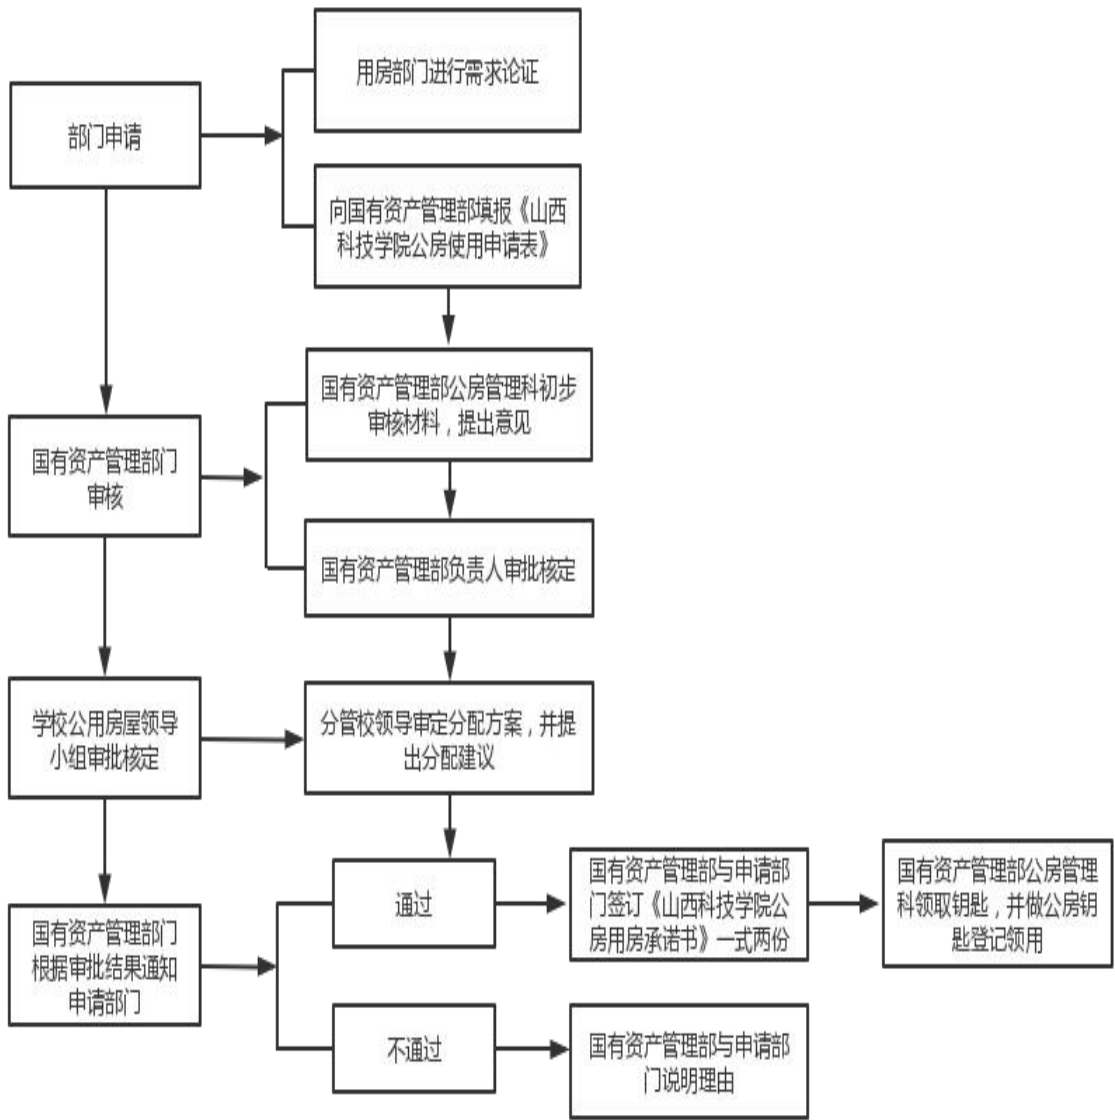 用房部门进行需求论证
部门申请
向国有资产管理部填报《山西
科技学院公房使用申请表》
国有资产管理部公房管理科初步
审核材料，提出意见
国有资产管理部门
审核
国有资产管理部负责人审批核定
学校公用房屋领导
小组审批核定
分管校领导审定分配方案，并提
出分配建议
通过
国有资产管理部与申请部
门签订《山西科技学院公
房用房承诺书》一式两份
国有资产管理部公房管理
科领取钥匙，并做公房钥
匙登记领用
国有资产管理部门
根据审批结果通知
申请部门
不通过
国有资产管理部与申请部
门说明理由